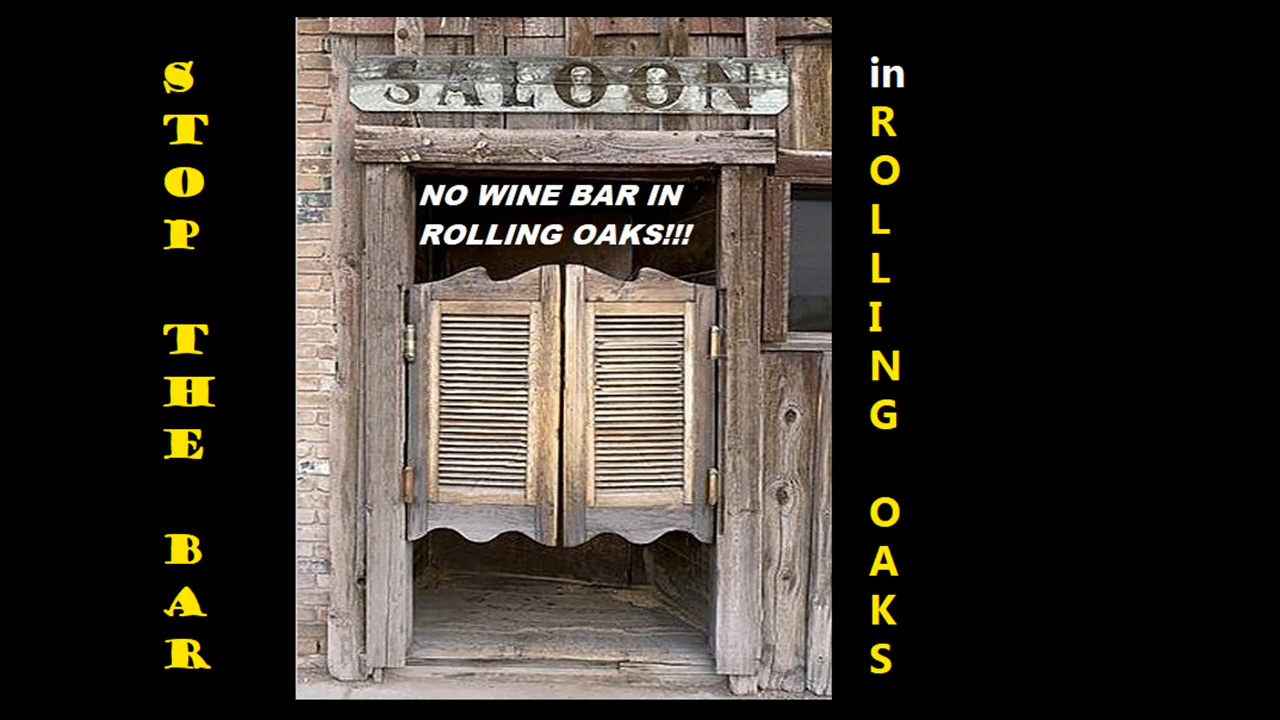 STOP THE BAR
SALOON
NO WINE BAR IN
ROLLING OAKS!!!
in
ROLLING OAKS